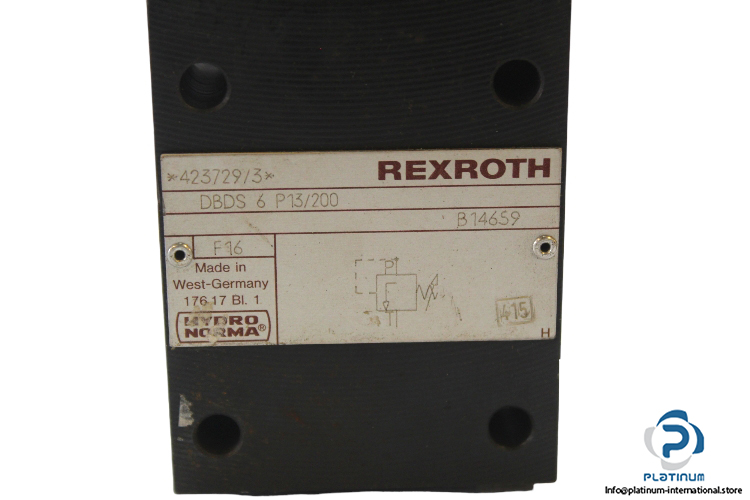 *423729/3*
REXROTH
DBDS 6 P13/200
B14659
F16
Made in
West-Germany
176 17 Bl. 1
HYDRO
NORMA®
P
T
415
H
PLATINUM
Info@platinum-international.store